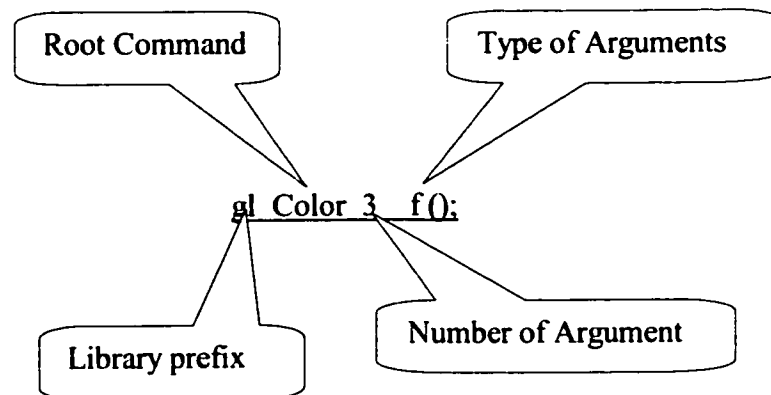 Root Command
Type of Arguments
gl Color 3 f ();
Library prefix
Number of Argument